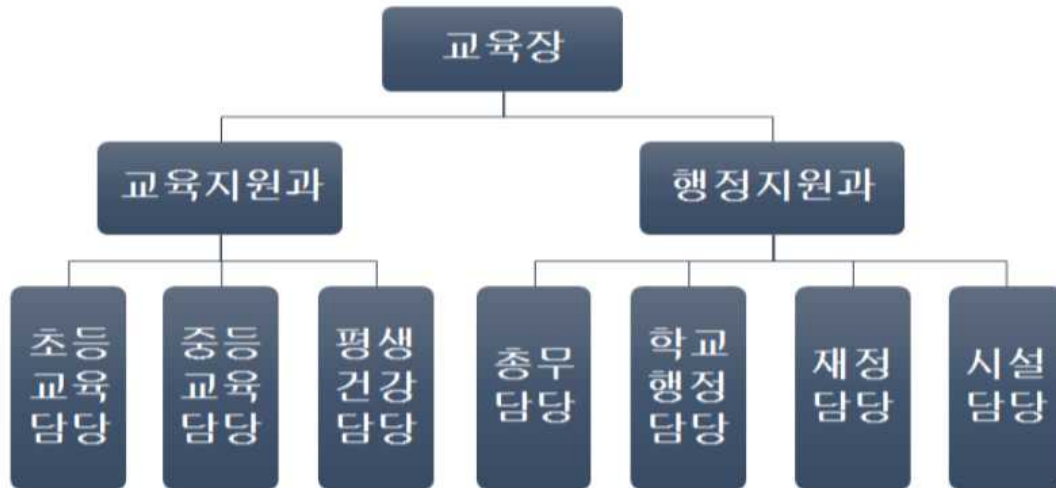 교육장
교육지원과
행정지원과
초등
교육
담당
중등
교육
담당
평생
건강
담당
총무
담당
학교
행정
담당
재정
담당
시설
담당